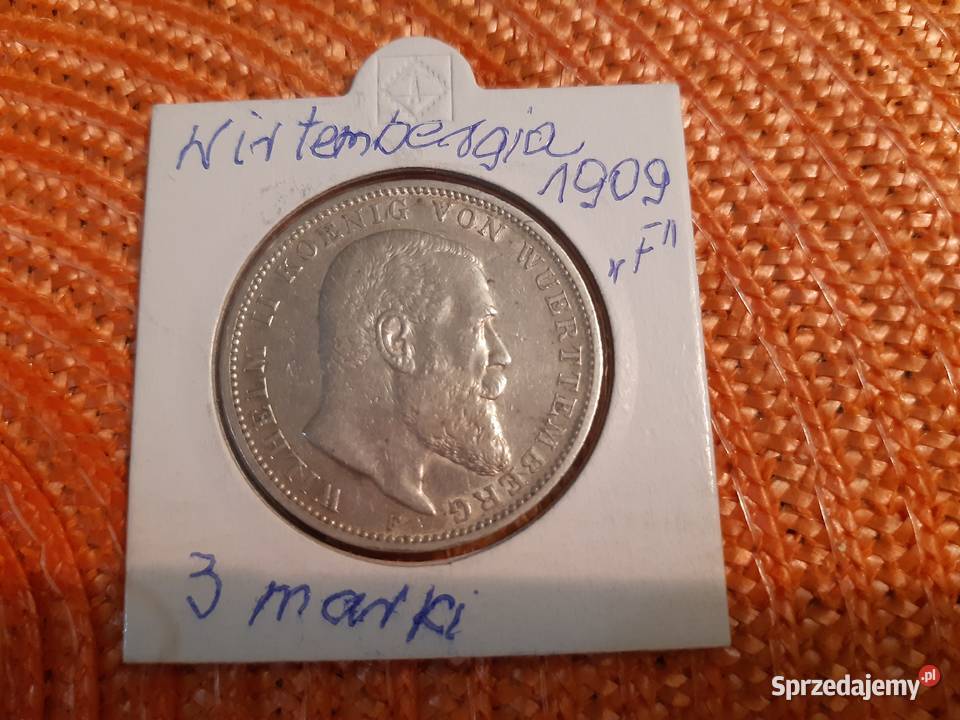 Wirtembergia
1909
„F"
WILHELM II KOENIG VON WUERTTEMBERG
F
3 marki
Sprzedajemy.pl